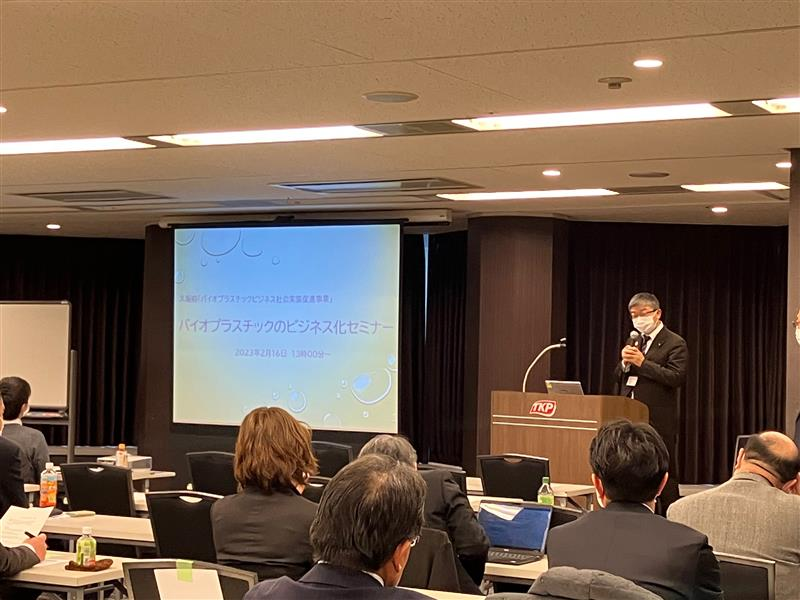 大阪府「バイオプラスチックビジネス社会実装促進事業」
バイオプラスチックのビジネス化セミナー
2023年2月16日 13時00分～
TKP